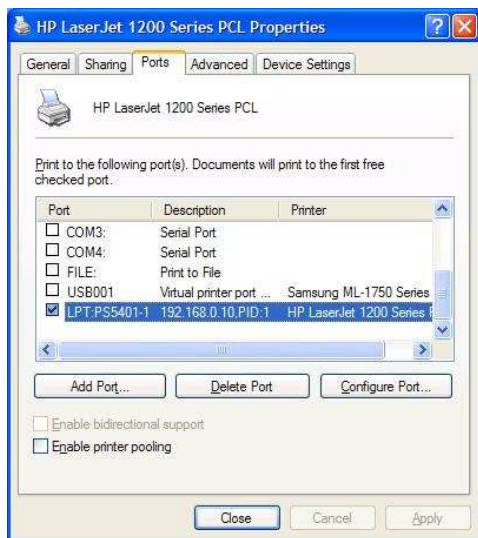 HP LaserJet 1200 Series PCL Properties
General Sharing Ports Advanced Device Settings
HP LaserJet 1200 Series PCL
Print to the following port(s). Documents will print to the first free
checked port.
Port Description Printer
COM3: Serial Port
COM4: Serial Port
FILE: Print to File
USB001 Virtual printer port ... Samsung ML-1750 Series
LPT:PS5401-1 192.168.0.10,PID:1 HP LaserJet 1200 Series
Add Port... Delete Port Configure Port...
Enable bidirectional support
Enable printer pooling
Close Cancel Apply